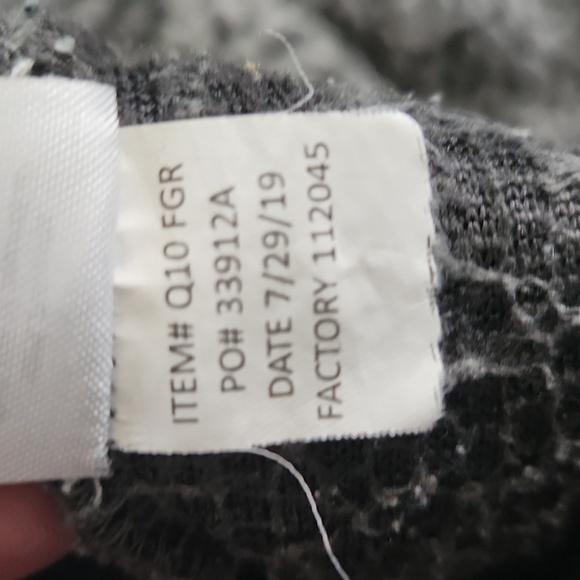 ITEM# Q10 FGR
PO# 33912A
DATE 7/29/19
FACTORY 112045